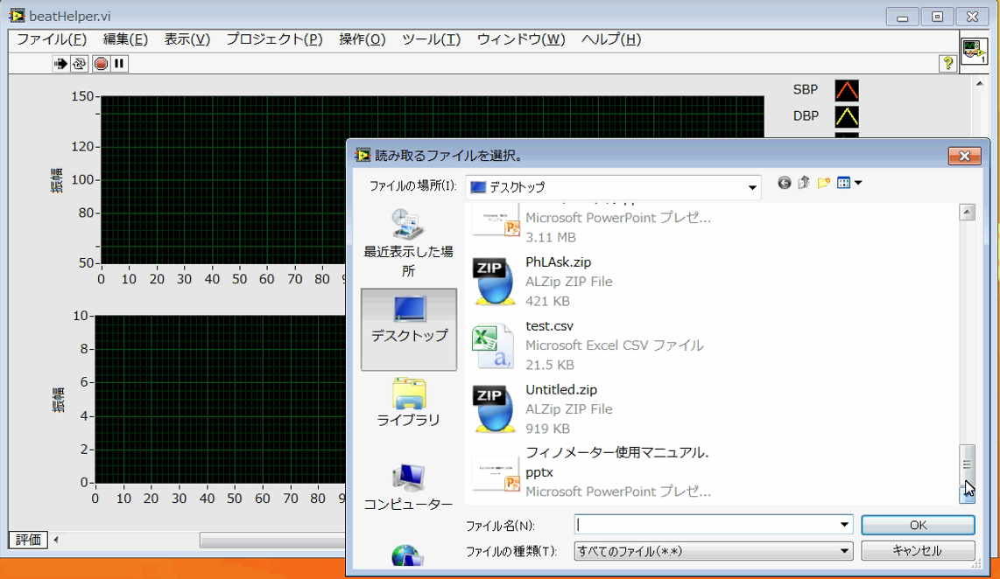 beatHelper.vi
ファイル(F) 編集(E) 表示(V) プロジェクト(P) 操作(O) ツール(T) ウィンドウ(W) ヘルプ(H)
?
1
150
120
100
80
50
振幅
0 10 20 30 40 50 60 70 80
SBP
DBP
10
8
6
4
2
0
振幅
0 10 20 30 40 50 60 70 80
評価
読み取るファイルを選択。
ファイルの場所(I):
デスクトップ
最近表示した場
所
デスクトップ
ライブラリ
コンピューター
Microsoft PowerPoint プレゼ...
3.11 MB
ZIP
PhLAsk.zip
ALZip ZIP File
421 KB
test.csv
Microsoft Excel CSV ファイル
21.5 KB
ZIP
Untitled.zip
ALZip ZIP File
919 KB
フィノメーター使用マニュアル.
pptx
Microsoft PowerPoint プレゼ...
ファイル名(N):
OK
ファイルの種類(T):
すべてのファイル(*.*)
キャンセル